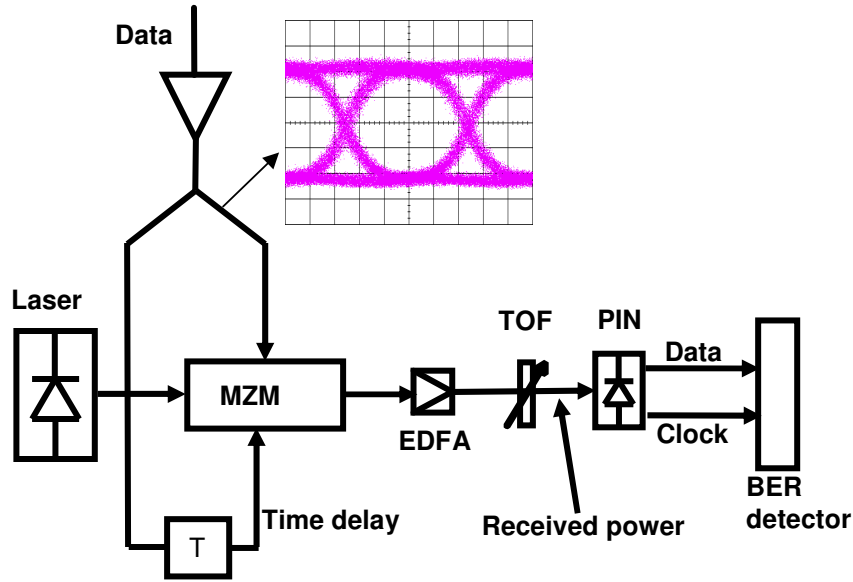 Data
Laser
MZM
T
Time delay
EDFA
TOF
PIN
Received power
Data
Clock
BER
detector